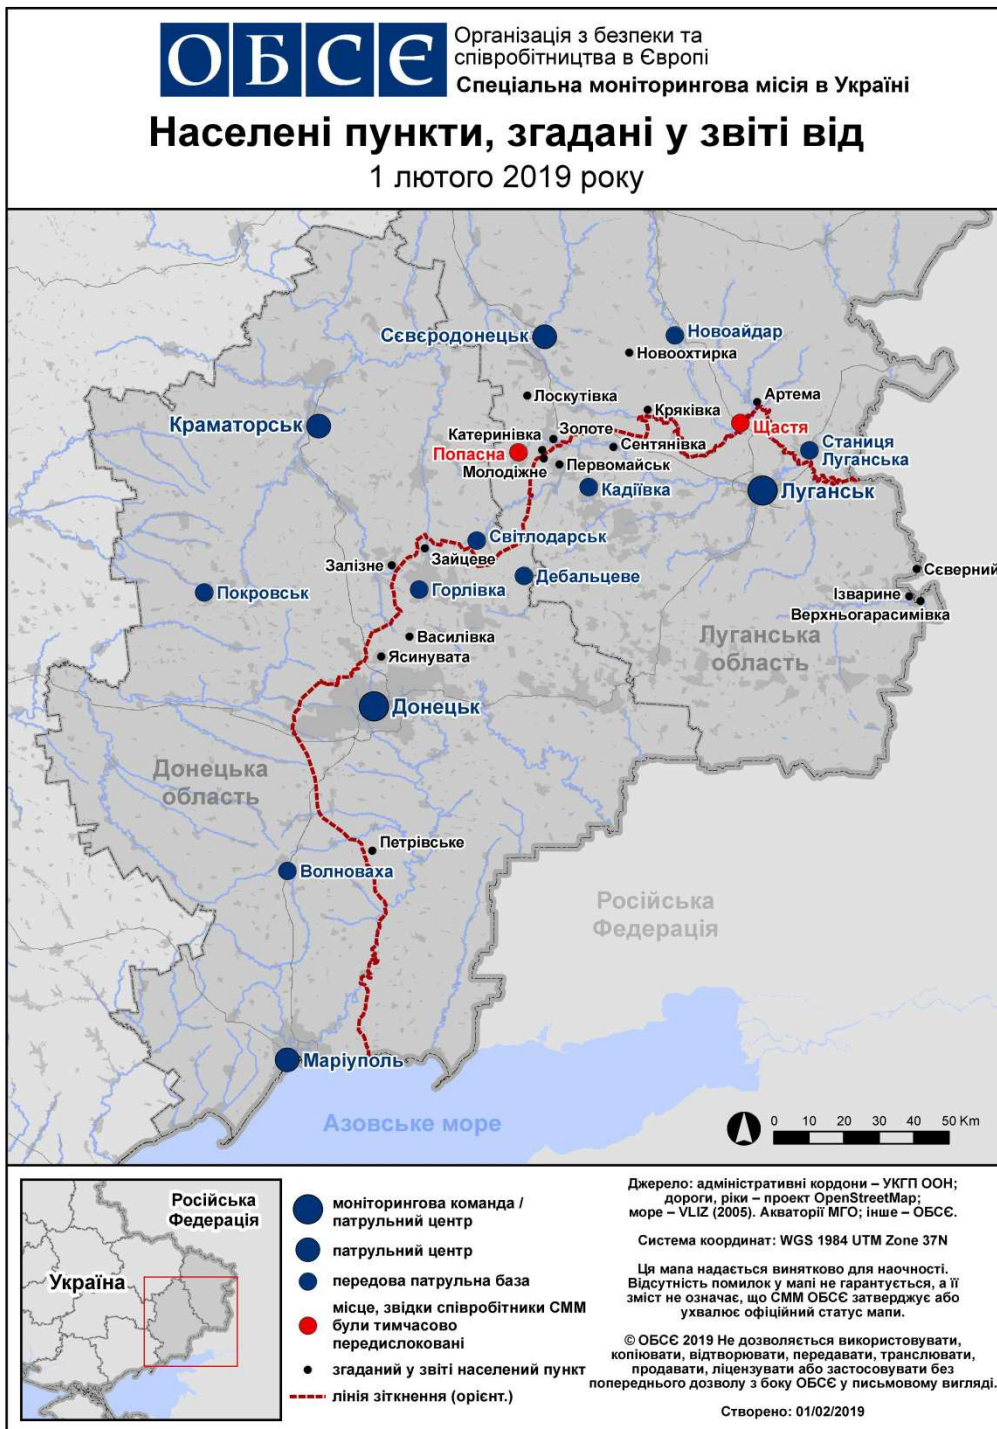 ОБСЄ
Організація з безпеки та
співробітництва в Європі
Спеціальна моніторингова місія в Україні
Населені пункти, згадані у звіті від
1 лютого 2019 року
Сєвєродонецьк
Новоайдар
Новоохтирка
Лоскутівка
Кряківка
Артема
Краматорськ
Катеринівка
Золоте
Сентянівка
Щастя
Попасна
Молодіжне
Первомайськ
Станиця
Луганська
Кадіївка
Луганськ
Світлодарськ
Зайцеве
Залізне
Дебальцеве
Сєверний
Покровськ
Горлівка
Ізварине
Верхньогарасимівка
Василівка
Ясинувата
Луганська
область
Донецьк
Донецька
область
Петрівське
Волноваха
Російська
Федерація
Маріуполь
Азовське море
0 10 20 30 40 50 Км
Російська
Федерація
Україна
моніторингова команда /
патрульний центр
патрульний центр
передова патрульна база
місце, звідки співробітники СММ
були тимчасово
передислоковані
згаданий у звіті населений пункт
лінія зіткнення (орієнт.)
Джерело: адміністративні кордони – УКГП ООН;
дороги, ріки – проект OpenStreetMap;
море – VLIZ (2005). Акваторії МГО; інше – ОБСЄ.
Система координат: WGS 1984 UTM Zone 37N
Ця мапа надається винятково для наочності.
Відсутність помилок у мапі не гарантується, а її
зміст не означає, що СММ ОБСЄ затверджує або
ухвалює офіційний статус мапи.
© ОБСЄ 2019 Не дозволяється використовувати,
копіювати, відтворювати, передавати, транслювати,
продавати, ліцензувати або застосовувати без
попереднього дозволу з боку ОБСЄ у письмовому вигляді.
Створено: 01/02/2019